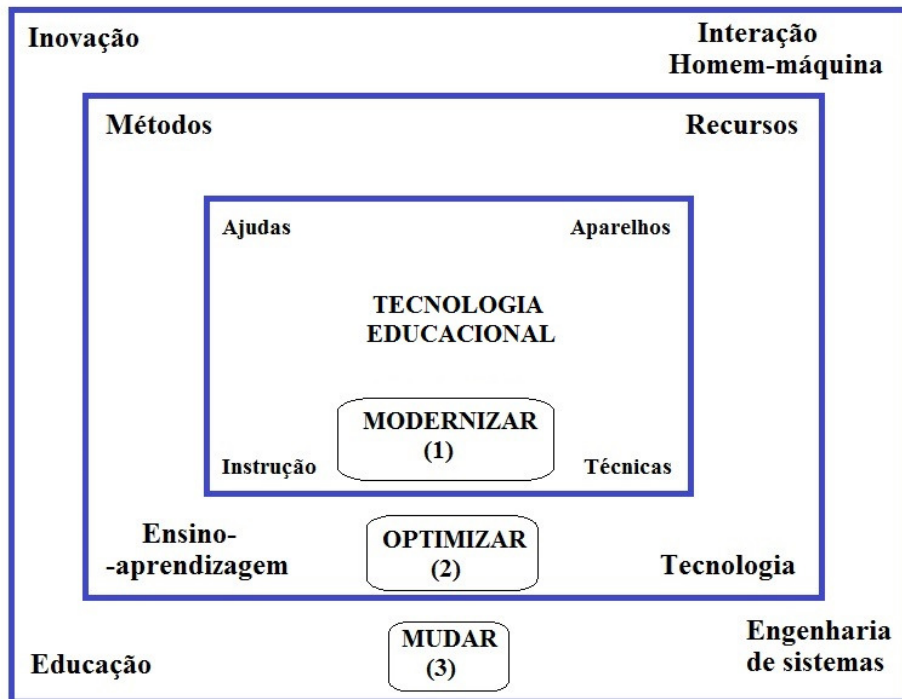 Inovação
Interação
Homem-máquina
Métodos
Recursos
Ajudas
Aparelhos
TECNOLOGIA
EDUCACIONAL
MODERNIZAR
(1)
Instrução
Técnicas
Ensino-
-aprendizagem
OPTIMIZAR
(2)
Tecnologia
Educação
MUDAR
(3)
Engenharia
de sistemas